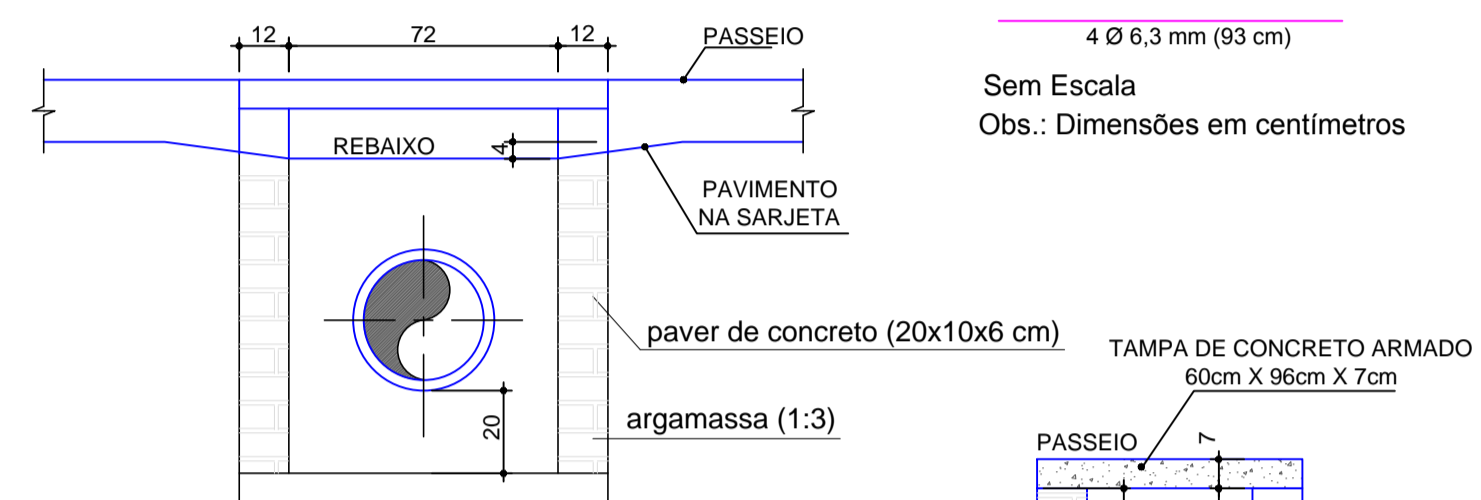 12 72 12
PASSEIO
4 Ø 6,3 mm (93 cm)
Sem Escala
Obs.: Dimensões em centímetros
REBAIXO
4
PAVIMENTO
NA SARJETA
paver de concreto (20x10x6 cm)
TAMPA DE CONCRETO ARMADO
60cm X 96cm X 7cm
20
argamassa (1:3)
PASSEIO
7